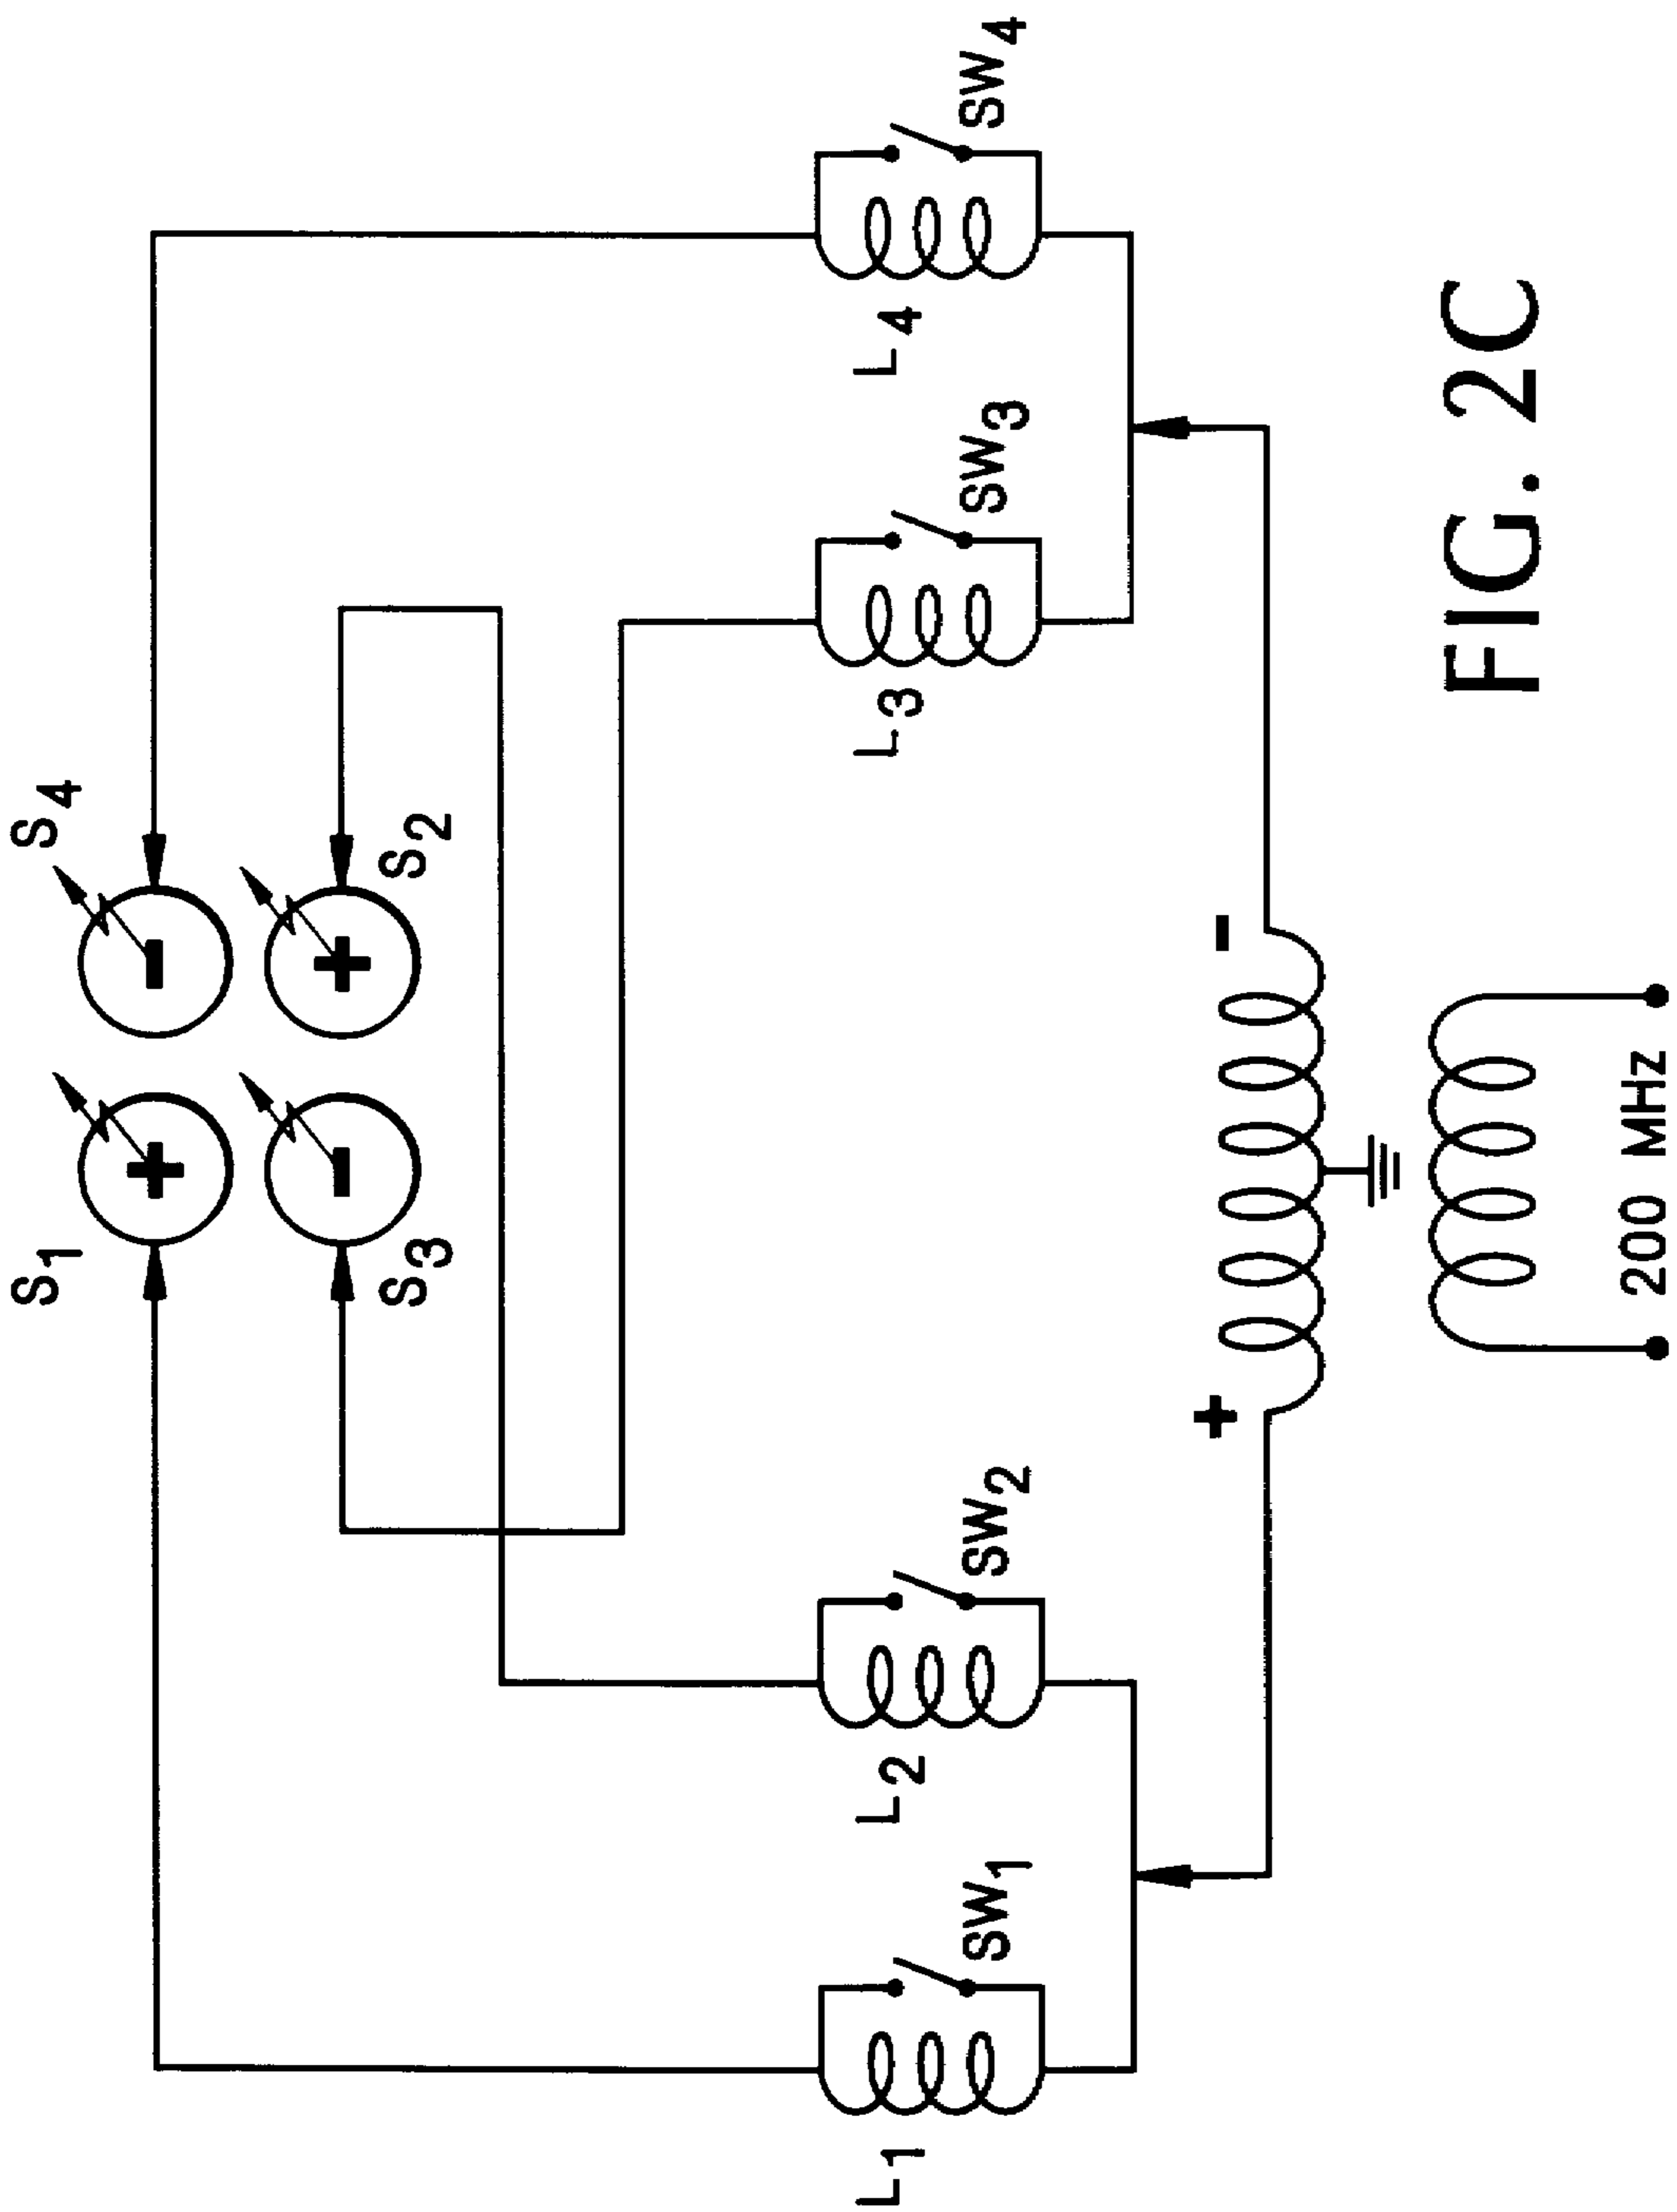 S1
S4
+
-
S3
S2
-
+
L1
SW1
L2
SW2
L3
SW3
L4
SW4
+
-
200 MHz
FIG. 2C